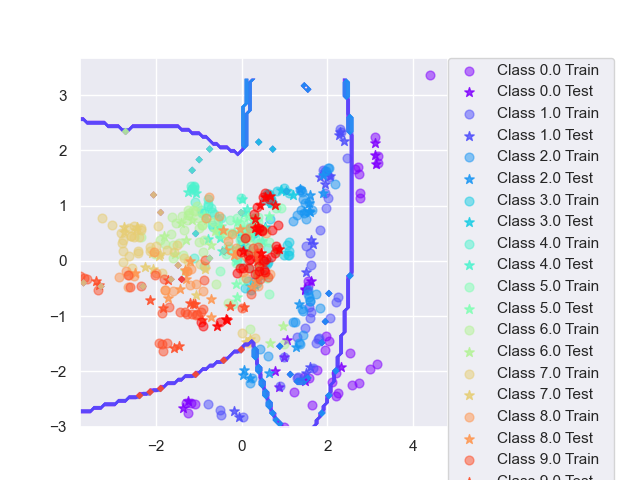 Class 0.0 Train
Class 0.0 Test
Class 1.0 Train
Class 1.0 Test
Class 2.0 Train
Class 2.0 Test
Class 3.0 Train
Class 3.0 Test
Class 4.0 Train
Class 4.0 Test
Class 5.0 Train
Class 5.0 Test
Class 6.0 Train
Class 6.0 Test
Class 7.0 Train
Class 7.0 Test
Class 8.0 Train
Class 8.0 Test
Class 9.0 Train
Class 9.0 Test
3
2
1
0
−1
−2
−3
−2 0 2 4